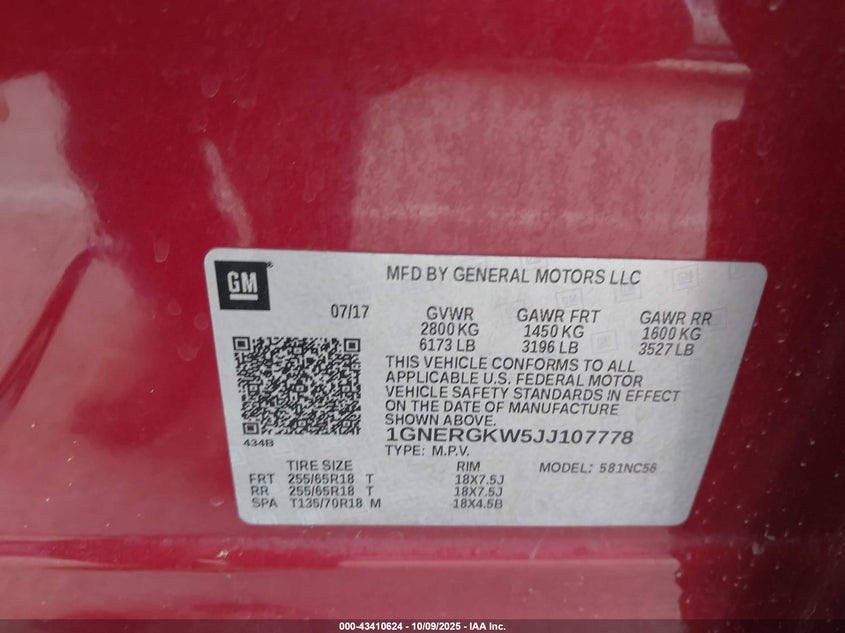 GM
MFD BY GENERAL MOTORS LLC
07/17 GVWR GAWR FRT GAWR RR
2800 KG 1450 KG 1600 KG
6173 LB 3196 LB 3527 LB
THIS VEHICLE CONFORMS TO ALL
APPLICABLE U.S. FEDERAL MOTOR
VEHICLE SAFETY STANDARDS IN EFFECT
ON THE DATE OF MANUFACTURE
SHOWN ABOVE.
434B
1GNERGKW5JJ107778
TYPE: M.P.V. MODEL: 581NC56
TIRE SIZE RIM
FRT 255/65R18 T 18X7.5J
RR 255/65R18 T 18X7.5J
SPA T135/70R18 M 18X4.5B
000-43410624 - 10/09/2025 - IAA Inc.